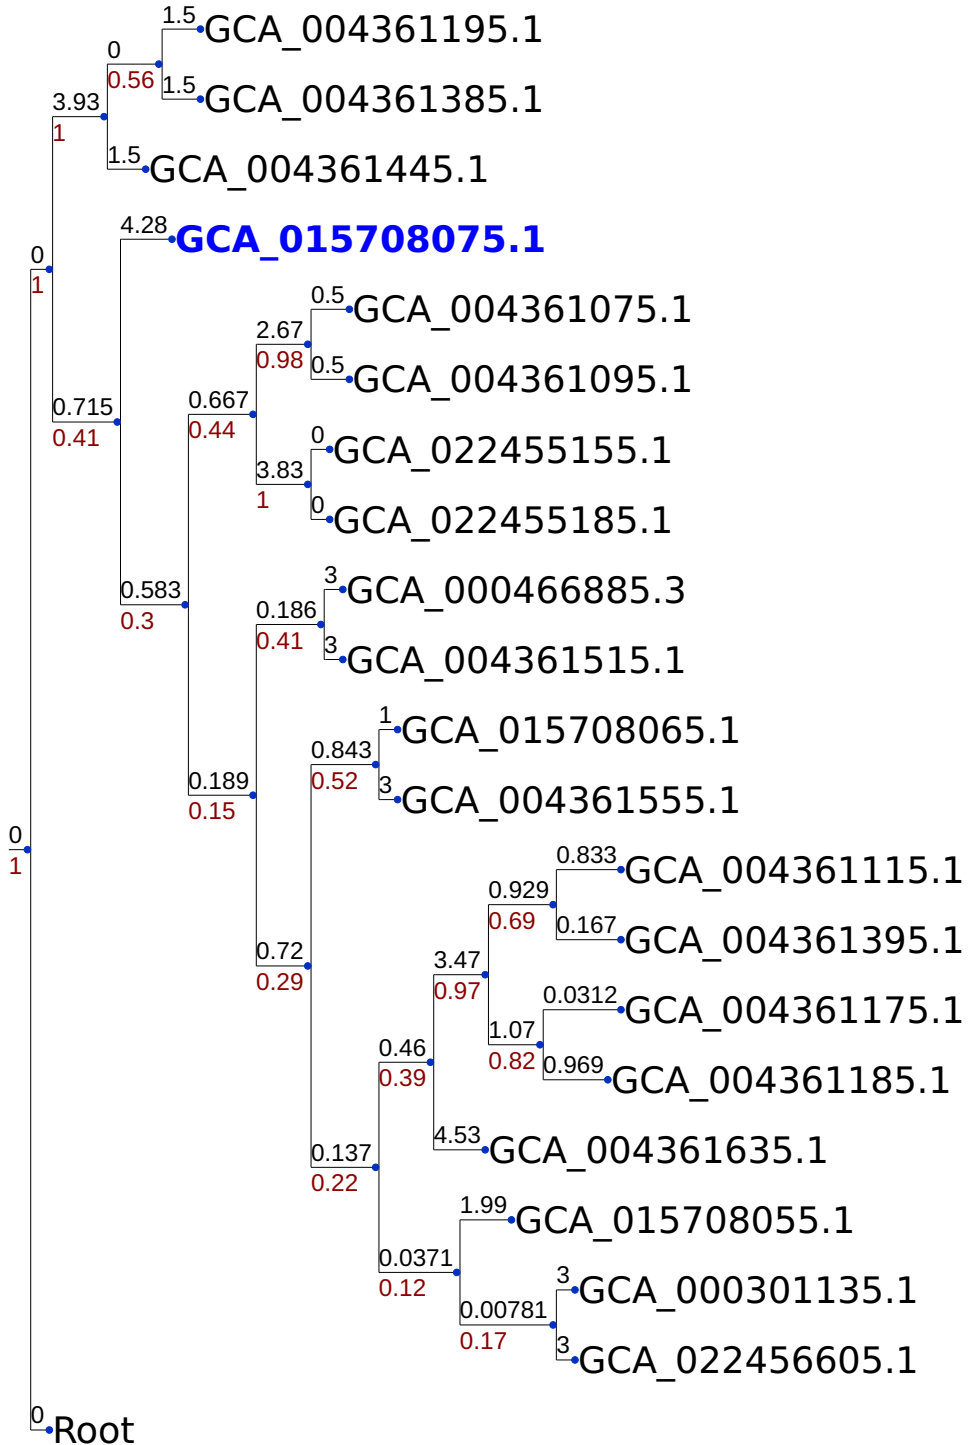 1.5
GCA_004361195.1
0
0.56
1.5
GCA_004361385.1
3.93
1
1.5
GCA_004361445.1
4.28
GCA_015708075.1
0
1
0.5
GCA_004361075.1
2.67
0.98
0.5
GCA_004361095.1
0.715
0.41
0.667
0.44
0
GCA_022455155.1
3.83
1
0
GCA_022455185.1
0.583
0.3
3
GCA_000466885.3
0.186
0.41
3
GCA_004361515.1
1
GCA_015708065.1
0.843
0.52
3
GCA_004361555.1
0.189
0.15
0
1
0.833
GCA_004361115.1
0.929
0.69
0.167
GCA_004361395.1
0.72
0.29
3.47
0.97
0.0312
GCA_004361175.1
1.07
0.82
0.969
GCA_004361185.1
0.46
0.39
4.53
GCA_004361635.1
0.137
0.22
1.99
GCA_015708055.1
0.0371
0.12
3
GCA_000301135.1
0.00781
0.17
3
GCA_022456605.1
0
Root